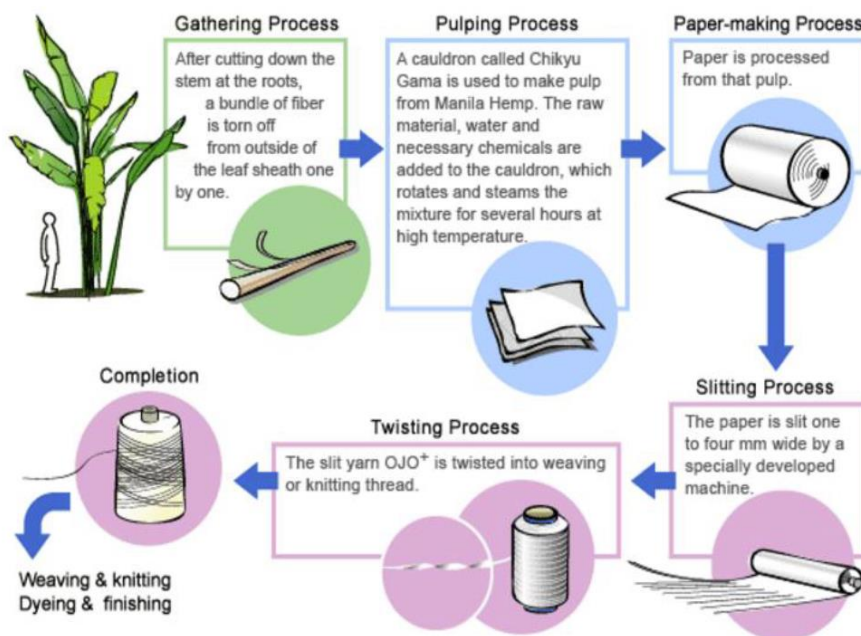 Gathering Process
After cutting down the
stem at the roots,
a bundle of fiber
is torn off
from outside of
the leaf sheath one
by one.
Pulping Process
A cauldron called Chikyu
Gama is used to make pulp
from Manila Hemp. The raw
material, water and
necessary chemicals are
added to the cauldron, which
rotates and steams the
mixture for several hours at
high temperature.
Paper-making Process
Paper is processed
from that pulp.
Slitting Process
The paper is slit one
to four mm wide by a
specially developed
machine.
Twisting Process
The slit yarn OJO⁺ is twisted into weaving
or knitting thread.
Completion
Weaving & knitting
Dyeing & finishing